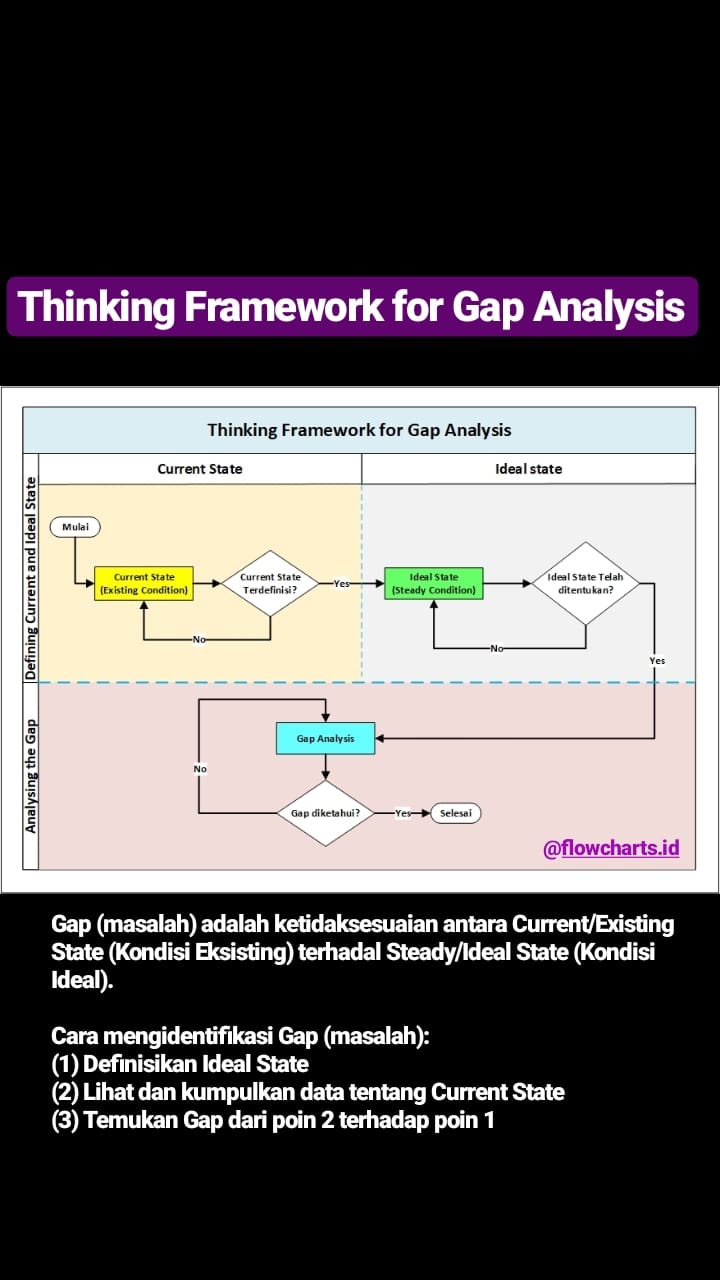 Thinking Framework for Gap Analysis
Thinking Framework for Gap Analysis
Current State
Ideal state
Defining Current and Ideal State
Mulai
Current State
(Existing Condition)
Current State
Terdefinisi?
Yes
No
Ideal State
(Steady Condition)
Ideal State Telah
ditentukan?
No
Yes
Analysing the Gap
Gap Analysis
No
Gap diketahui?
Yes
Selesai
@flowcharts.id
Gap (masalah) adalah ketidaksesuaian antara Current/Existing
State (Kondisi Eksisting) terhadal Steady/Ideal State (Kondisi
Ideal).
Cara mengidentifikasi Gap (masalah):
(1) Definisikan Ideal State
(2) Lihat dan kumpulkan data tentang Current State
(3) Temukan Gap dari poin 2 terhadap poin 1